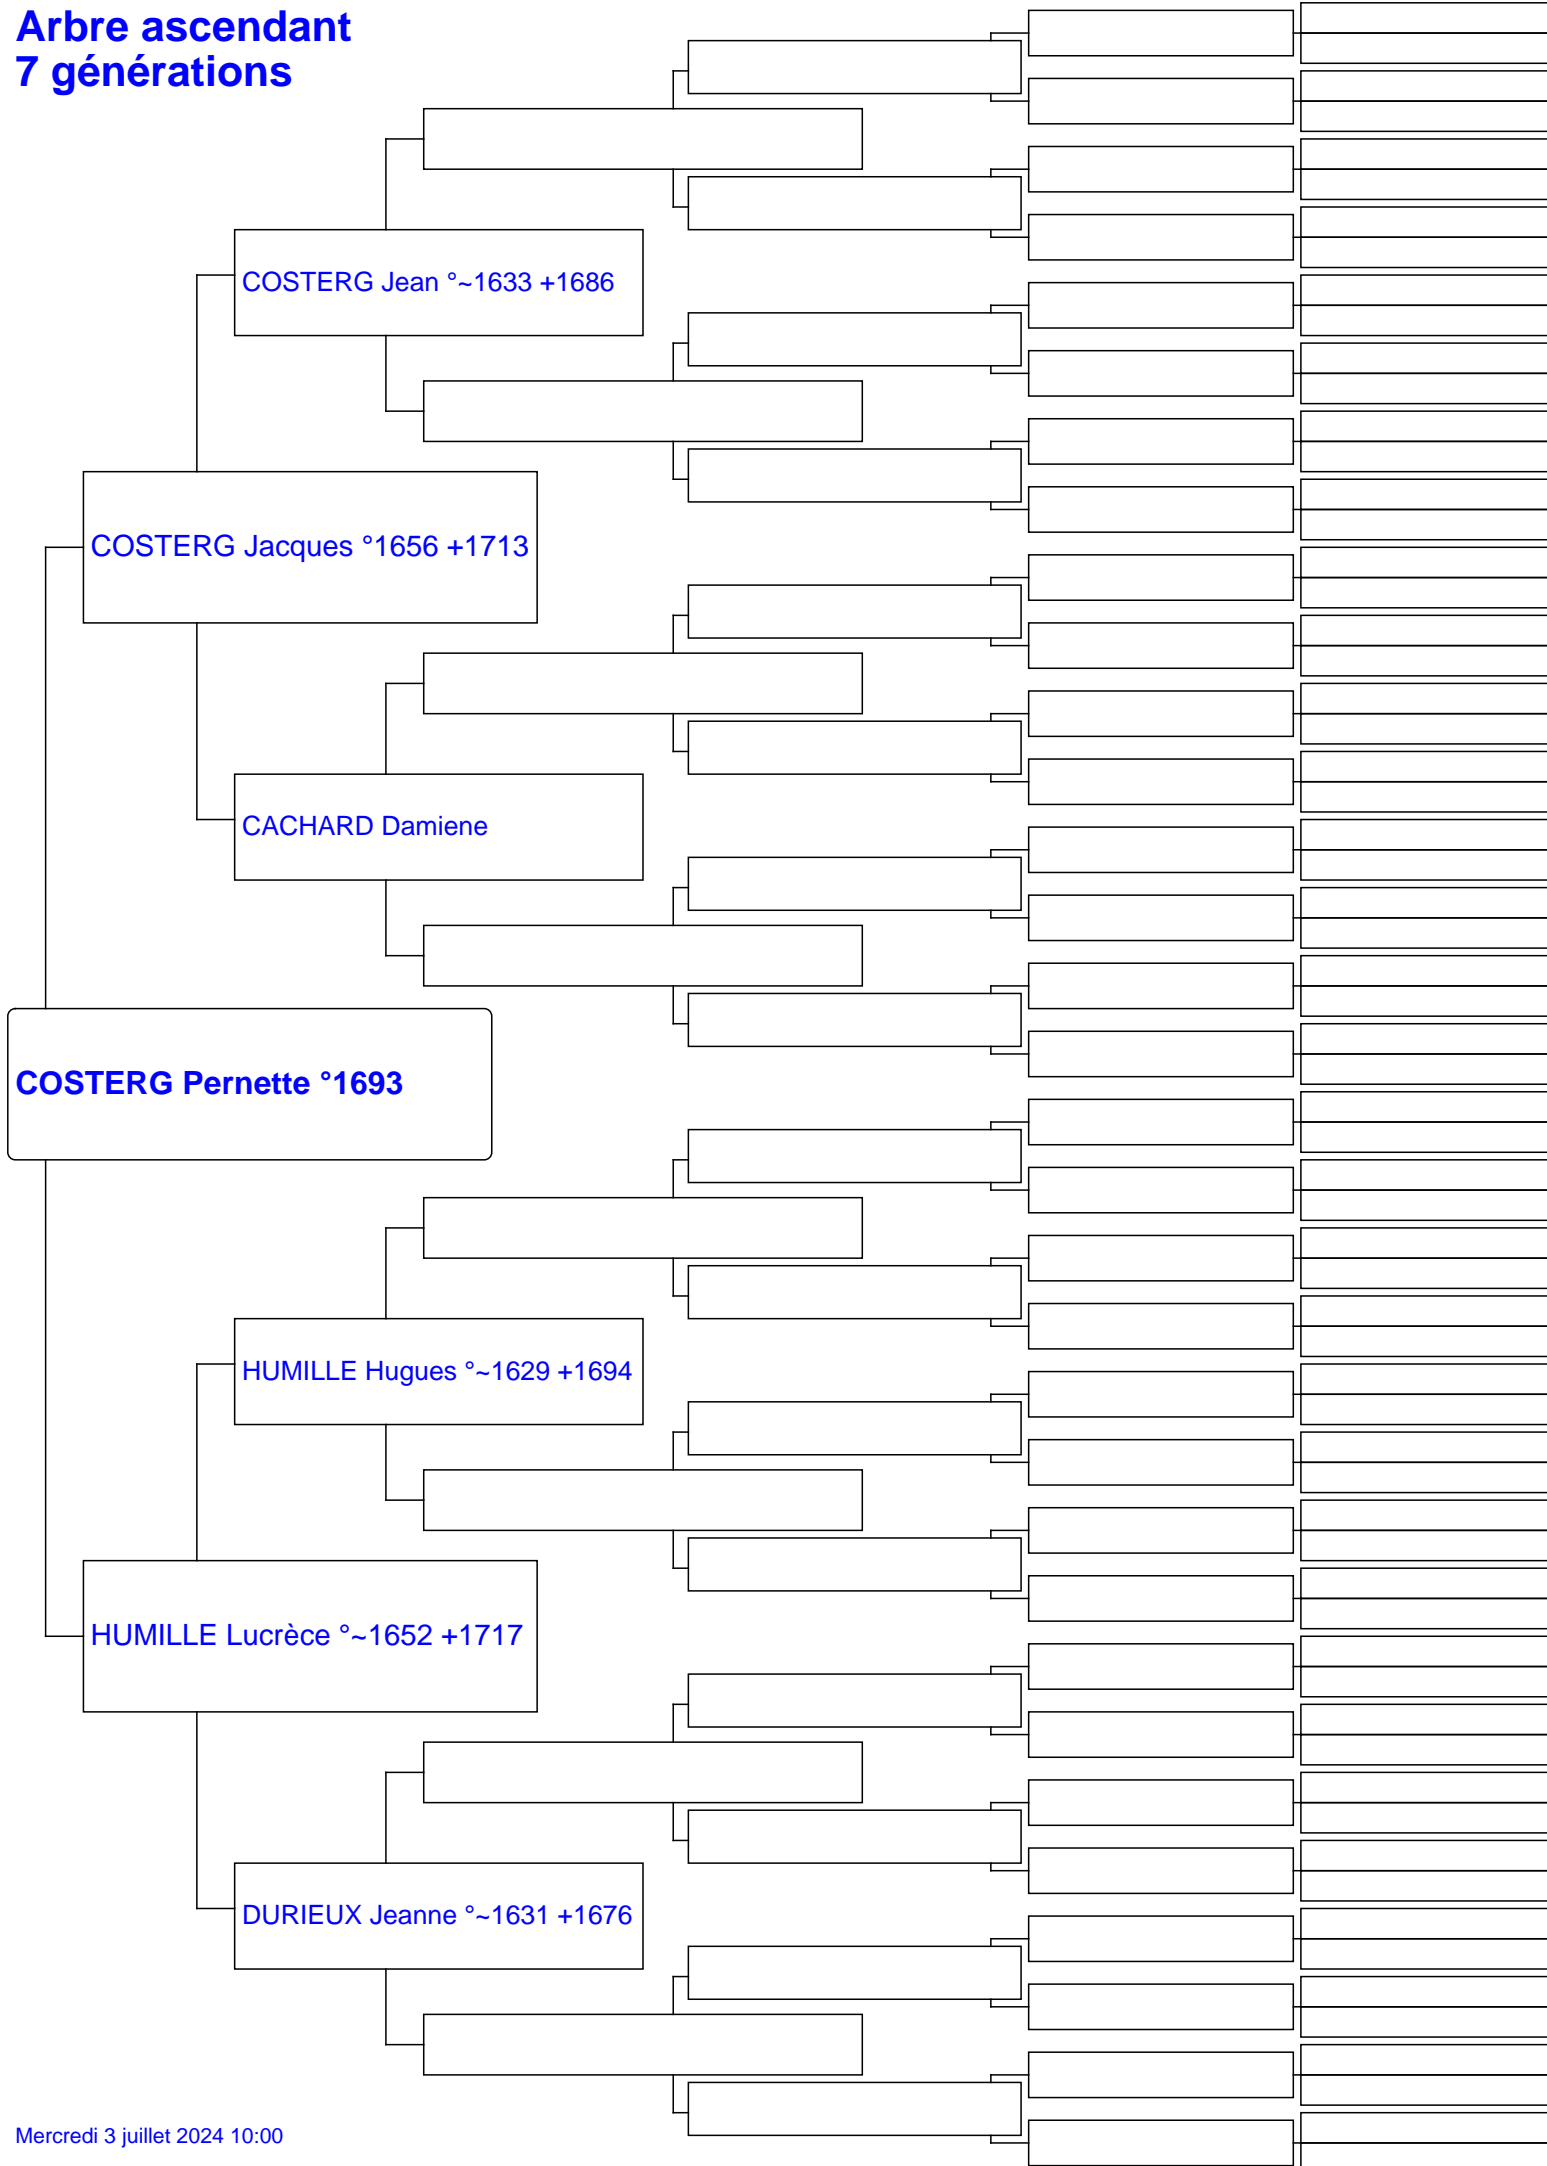 Arbre ascendant
7 générations
COSTERG Jean °~1633 +1686
COSTERG Jacques °1656 +1713
CACHARD Damiene
COSTERG Pernette °1693
HUMILLE Hugues °~1629 +1694
HUMILLE Lucrèce °~1652 +1717
DURIEUX Jeanne °~1631 +1676
Mercredi 3 juillet 2024 10:00